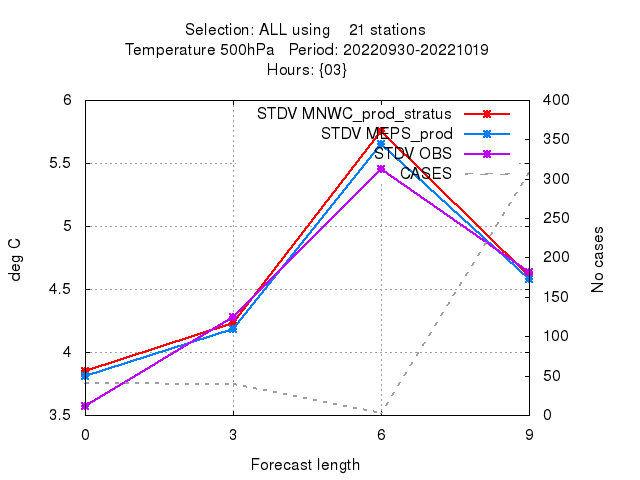 Selection: ALL using 21 stations
Temperature 500hPa Period: 20220930-20221019
Hours: {03}
STDV MNWC_prod_stratus
STDV MEPS_prod
STDV OBS
CASES
6
5.5
5
4.5
4
3.5
deg C
400
350
300
250
200
150
100
50
0
No cases
0 3 6 9
Forecast length